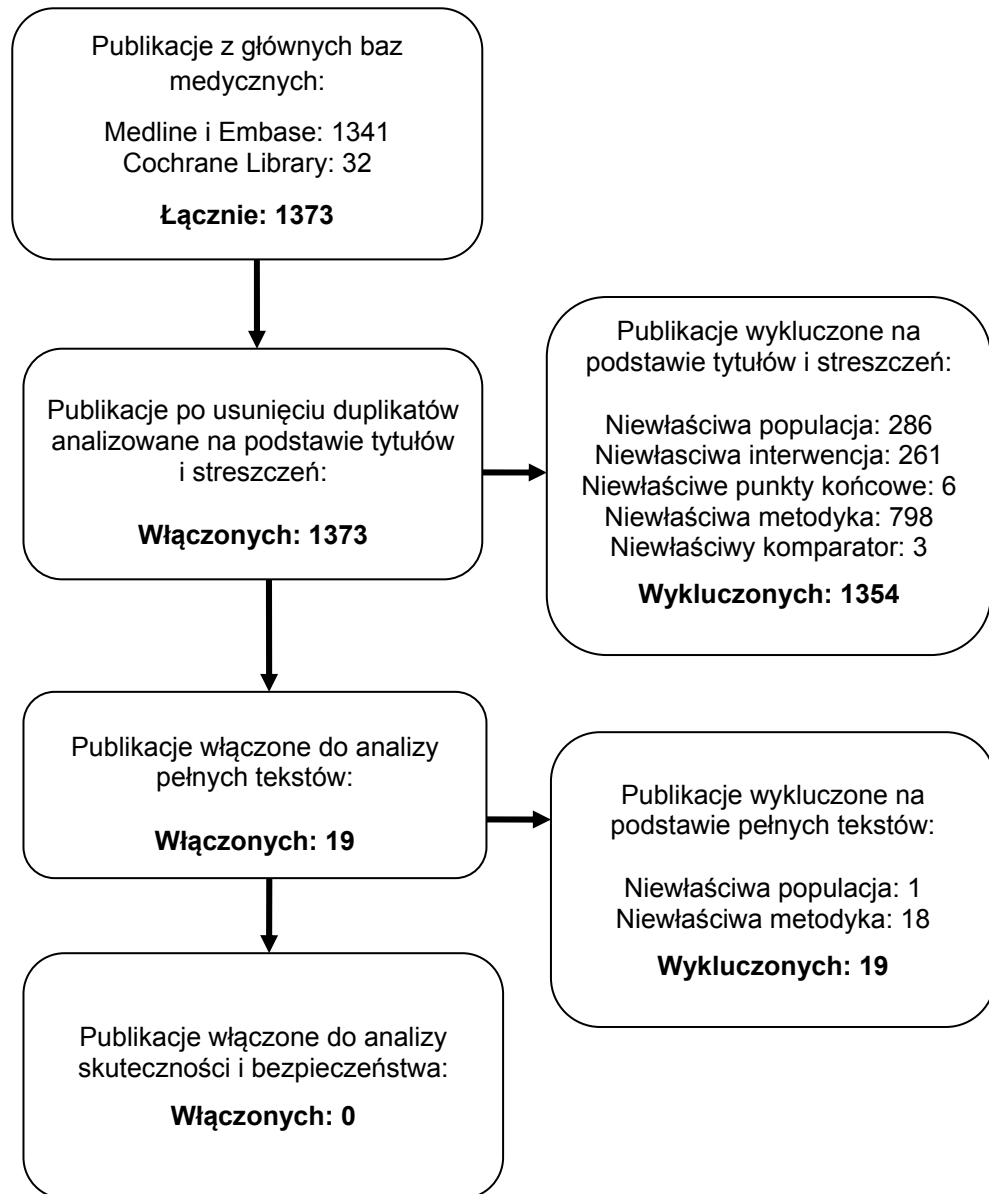 Publikacje z głównych baz
medycznych:
Medline i Embase: 1341
Cochrane Library: 32
Łącznie: 1373
Publikacje po usunięciu duplikatów
analizowane na podstawie tytułów
i streszczeń:
Włączonych: 1373
Publikacje wykluczone na
podstawie tytułów i streszczeń:
Niewłaściwa populacja: 286
Niewłasciwa interwencja: 261
Niewłaściwe punkty końcowe: 6
Niewłaściwa metodyka: 798
Niewłaściwy komparator: 3
Wykluczonych: 1354
Publikacje włączone do analizy
pełnych tekstów:
Włączonych: 19
Publikacje wykluczone na
podstawie pełnych tekstów:
Niewłaściwa populacja: 1
Niewłaściwa metodyka: 18
Wykluczonych: 19
Publikacje włączone do analizy
skuteczności i bezpieczeństwa:
Włączonych: 0